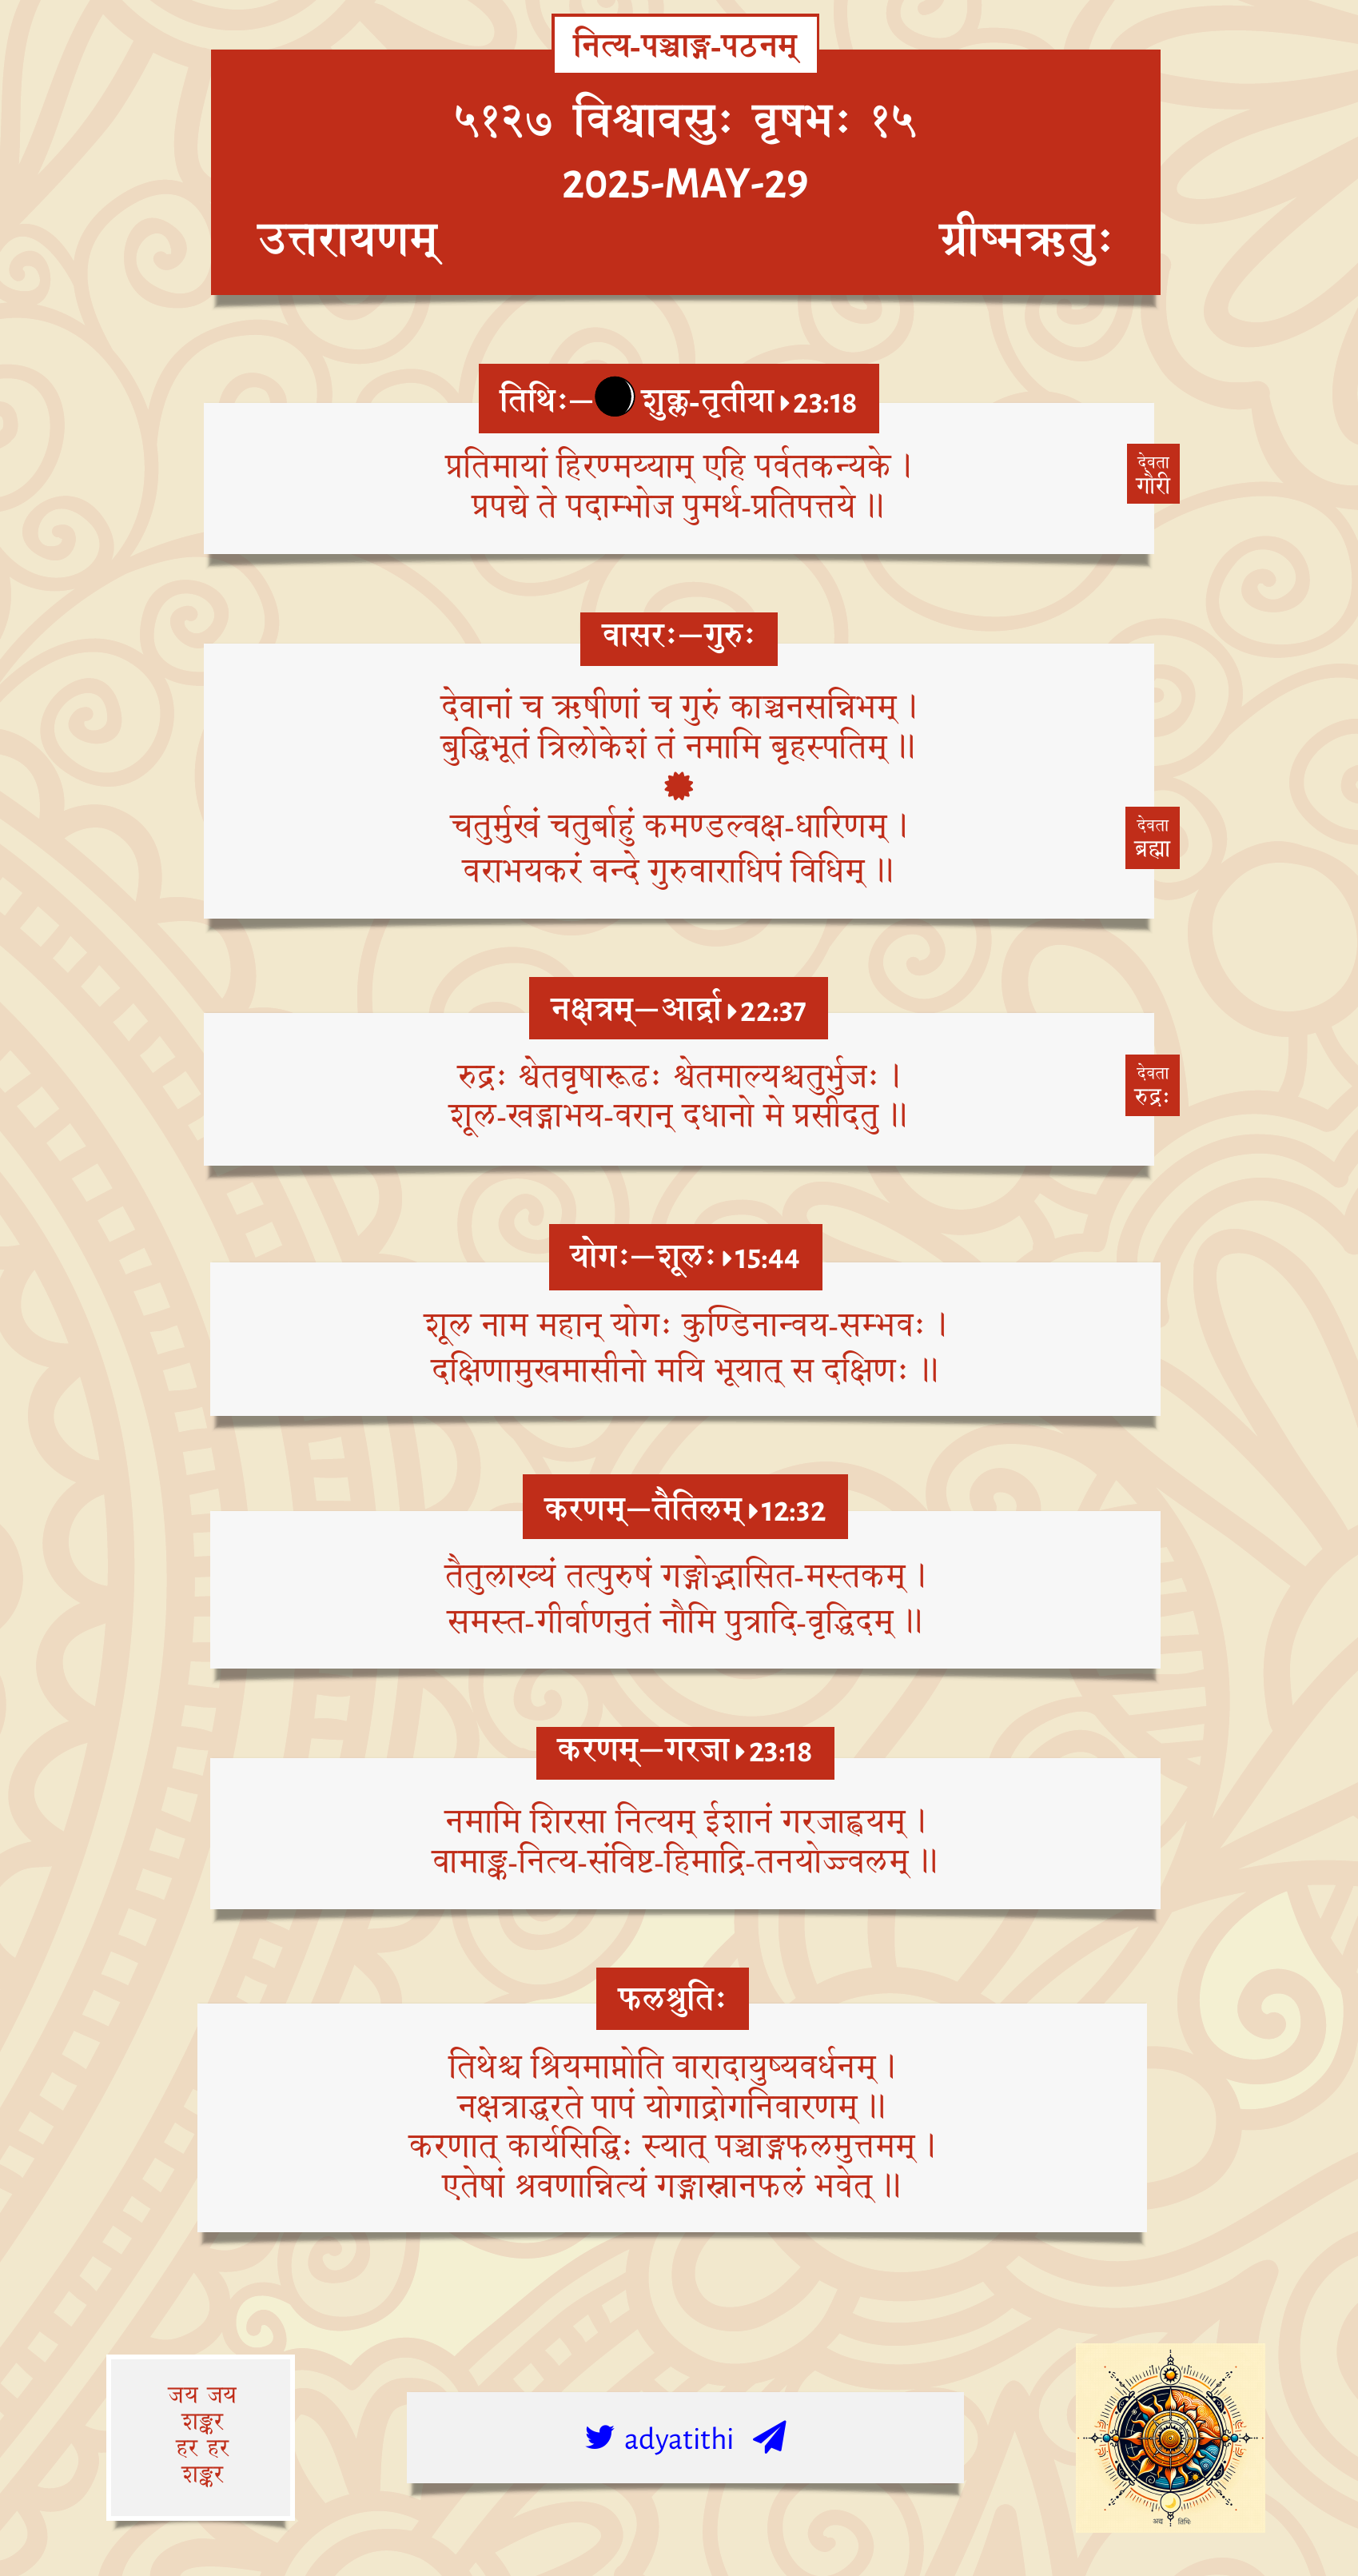 नित्य-पञ्चाङ्ग-पठनम्
५१२७ विश्वावसुः वृषभः १५
2025-MAY-29
उत्तरायणम् ग्रीष्मऋतुः
तिथिः— शुक्ल-तृतीया 23:18
प्रतिमायां हिरण्मय्याम् एहि पर्वतकन्यके ।
प्रपद्ये ते पदाम्भोज पुमर्थ-प्रतिपत्तये ॥
देवता
गौरी
वासरः—गुरुः
देवानां च ऋषीणां च गुरुं काञ्चनसन्निभम् ।
बुद्धिभूतं त्रिलोकेशं तं नमामि बृहस्पतिम् ॥
चतुर्मुखं चतुर्बाहुं कमण्डल्वक्ष-धारिणम् ।
वराभयकरं वन्दे गुरुवाराधिपं विधिम् ॥
देवता
ब्रह्मा
नक्षत्रम्—आर्द्रा 22:37
रुद्रः श्वेतवृषारूढः श्वेतमाल्यश्चतुर्भुजः ।
शूल-खड्गाभय-वरान् दधानो मे प्रसीदतु ॥
देवता
रुद्रः
योगः—शूलः 15:44
शूल नाम महान् योगः कुण्डिनान्वय-सम्भवः ।
दक्षिणामुखमासीनो मयि भूयात् स दक्षिणः ॥
करणम्—तैतिलम् 12:32
तैतुलाख्यं तत्पुरुषं गङ्गोद्भासित-मस्तकम् ।
समस्त-गीर्वाणनुतं नौमि पुत्रादि-वृद्धिदम् ॥
करणम्—गरजा 23:18
नमामि शिरसा नित्यम् ईशानं गरजाह्वयम् ।
वामाङ्क-नित्य-संविष्ट-हिमाद्रि-तनयोज्ज्वलम् ॥
फलश्रुतिः
तिथेश्च श्रियमाप्नोति वारादायुष्यवर्धनम् ।
नक्षत्राद्धरते पापं योगाद्रोगनिवारणम् ॥
करणात् कार्यसिद्धिः स्यात् पञ्चाङ्गफलमुत्तमम् ।
एतेषां श्रवणान्नित्यं गङ्गास्नानफलं भवेत् ॥
जय जय
शङ्कर
हर हर
शङ्कर
adyatithi
अद्य तिथिः